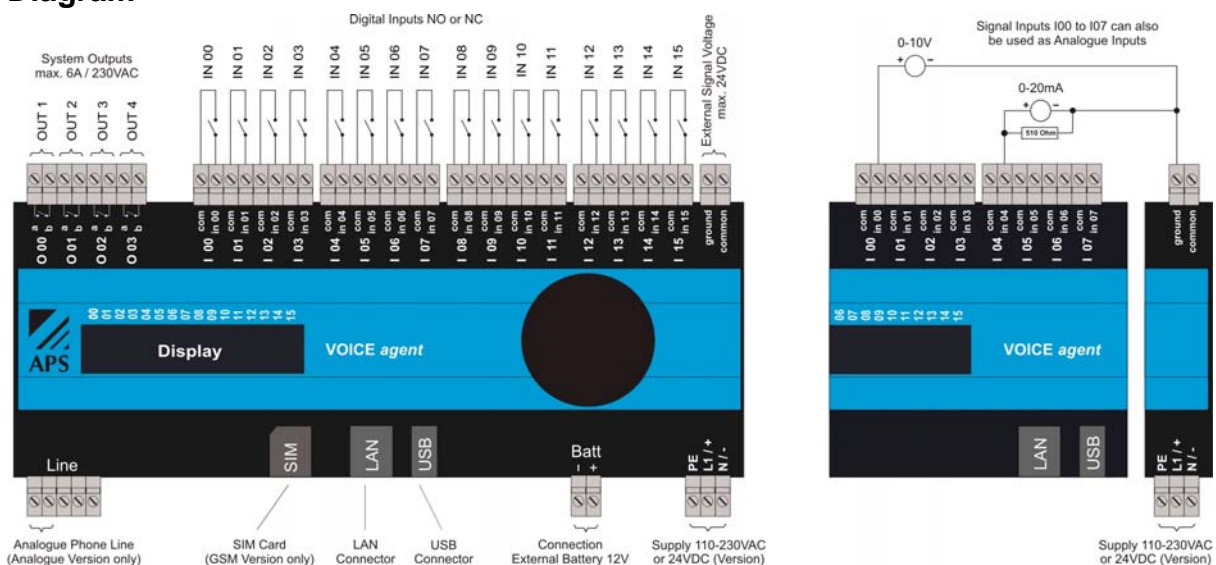 Diagram
Digital Inputs NO or NC
System Outputs
max. 6A / 230VAC
OUT 1
OUT 2
OUT 3
OUT 4
IN 00
IN 01
IN 02
IN 03
IN 04
IN 05
IN 06
IN 07
IN 08
IN 09
IN 10
IN 11
IN 12
IN 13
IN 14
IN 15
External Signal Voltage
max. 24VDC
O 00 a b
O 01 a b
O 02 a b
O 03 a b
I 00 com in 00
I 01 com in 01
I 02 com in 02
I 03 com in 03
I 04 com in 04
I 05 com in 05
I 06 com in 06
I 07 com in 07
I 08 com in 08
I 09 com in 09
I 10 com in 10
I 11 com in 11
I 12 com in 12
I 13 com in 13
I 14 com in 14
I 15 com in 15
ground
common
00 01 02 03 04 05 06 07 08 09 10 11 12 13 14 15
APS
Display
VOICE agent
Line
SIM
LAN
USB
Batt
- +
PE
L1 / +
N / -
Analogue Phone Line
(Analogue Version only)
SIM Card
(GSM Version only)
LAN
Connector
USB
Connector
Connection
External Battery 12V
Supply 110-230VAC
or 24VDC (Version)
Signal Inputs I00 to I07 can also
be used as Analogue Inputs
0-10V
+ -
0-20mA
+ -
510 Ohm
I 00 com in 00
I 01 com in 01
I 02 com in 02
I 03 com in 03
I 04 com in 04
I 05 com in 05
I 06 com in 06
I 07 com in 07
ground
common
06 07 08 09 10 11 12 13 14 15
VOICE agent
LAN
USB
PE
L1 / +
N / -
Supply 110-230VAC
or 24VDC (Version)